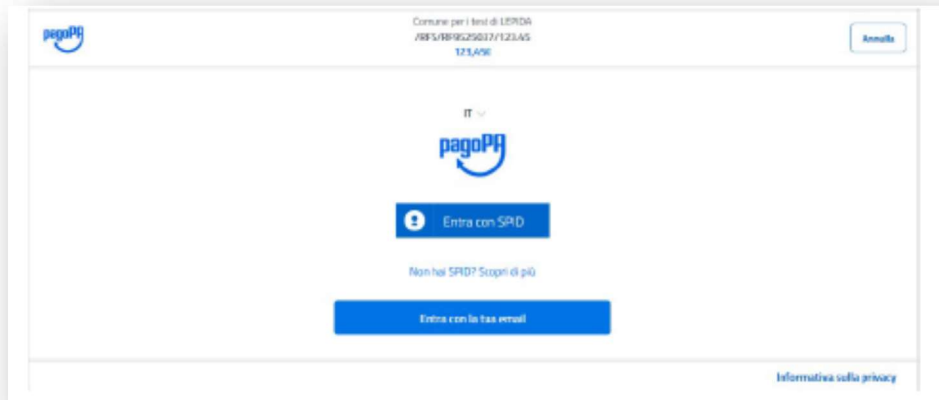 pagoPA
Comune per i test di LEPIDA
123,45€
Annulla
IT
pagoPA
Entra con SPID
Non hai SPID? Scopri di più
Entra con la tua email
Informativa sulla privacy